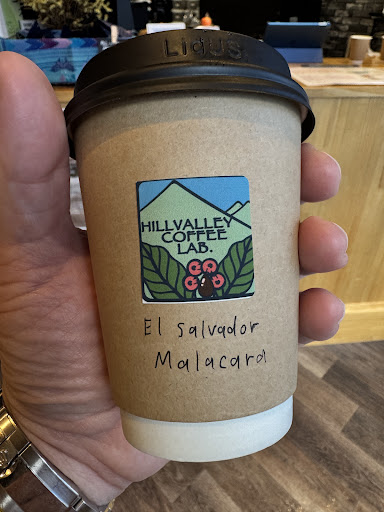 LIDUS
HILLVALLEY
COFFEE
LAB.
El Salvador
Malacara